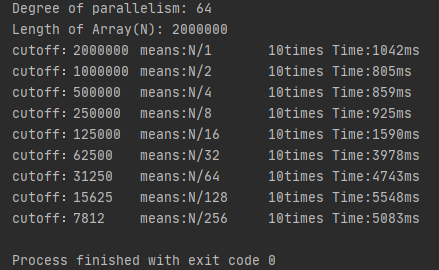 Degree of parallelism: 64
Length of Array(N): 2000000
cutoff：2000000 means:N/1 10times Time:1042ms
cutoff：1000000 means:N/2 10times Time:805ms
cutoff：500000 means:N/4 10times Time:859ms
cutoff：250000 means:N/8 10times Time:925ms
cutoff：125000 means:N/16 10times Time:1590ms
cutoff：62500 means:N/32 10times Time:3978ms
cutoff：31250 means:N/64 10times Time:4743ms
cutoff：15625 means:N/128 10times Time:5548ms
cutoff：7812 means:N/256 10times Time:5083ms
Process finished with exit code 0